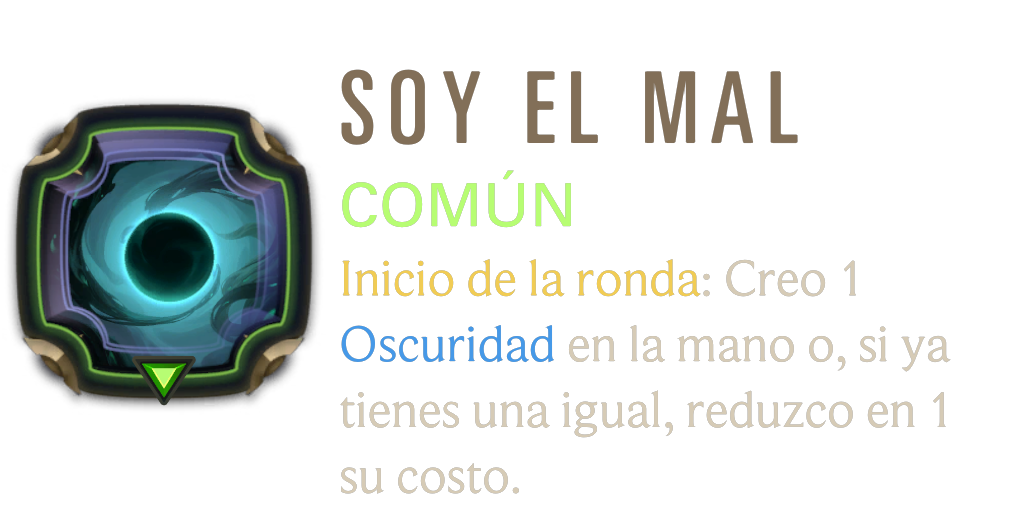 SOY EL MAL
COMÚN
Inicio de la ronda: Creo 1
Oscuridad en la mano o, si ya
tienes una igual, reduzco en 1
su costo.